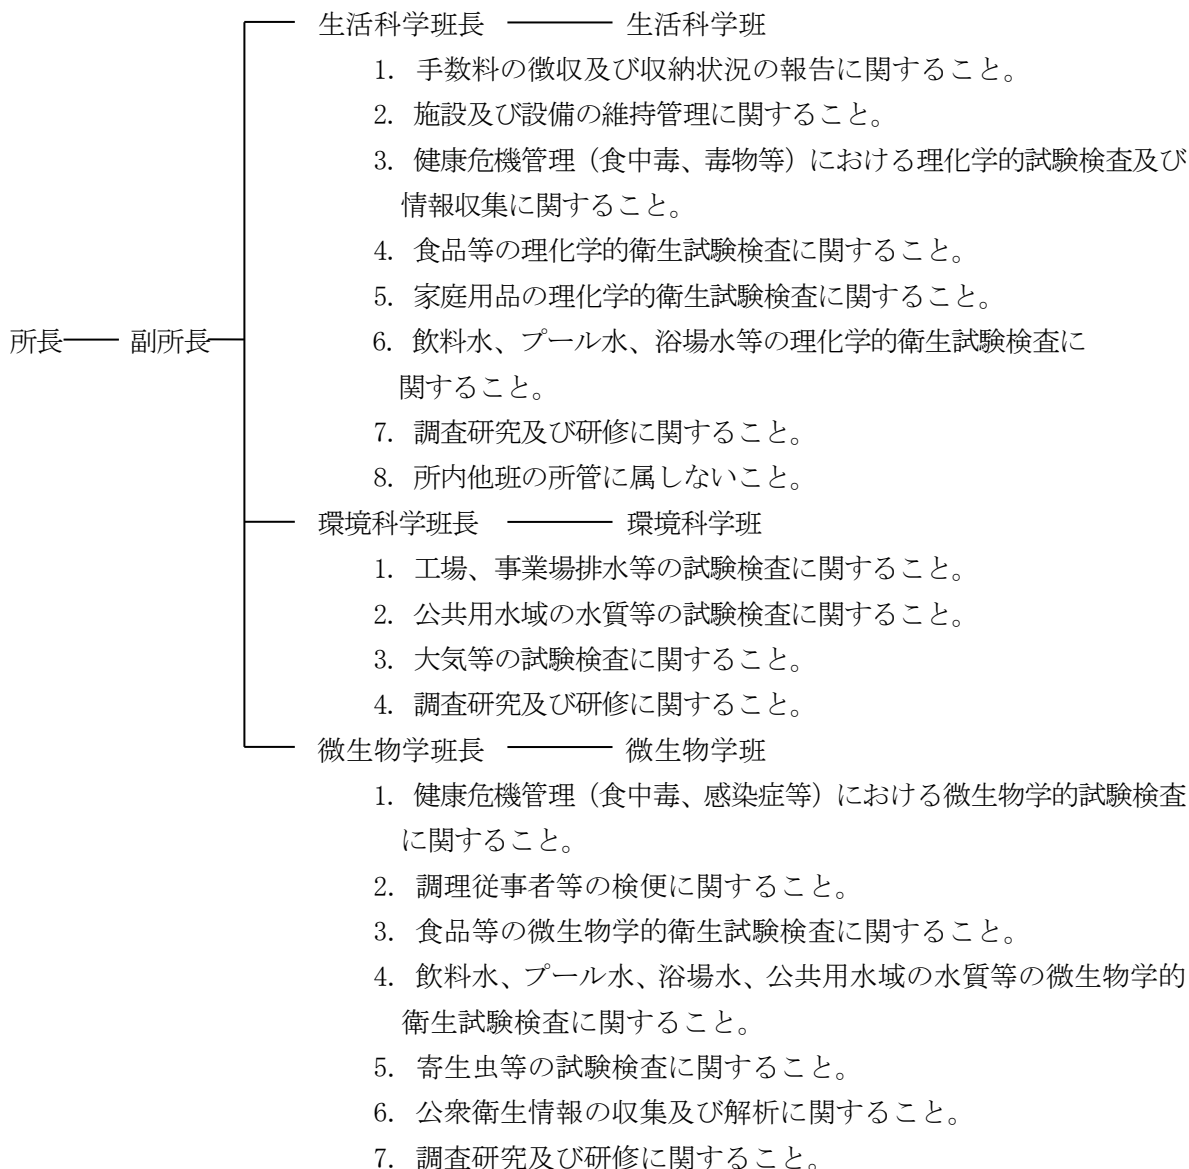 生活科学班長 生活科学班
1. 手数料の徴収及び収納状況の報告に関すること。
2. 施設及び設備の維持管理に関すること。
3. 健康危機管理（食中毒、毒物等）における理化学的試験検査及び
情報収集に関すること。
4. 食品等の理化学的衛生試験検査に関すること。
5. 家庭用品の理化学的衛生試験検査に関すること。
所長 副所長 6. 飲料水、プール水、浴場水等の理化学的衛生試験検査に
関すること。
7. 調査研究及び研修に関すること。
8. 所内他班の所管に属しないこと。
環境科学班長 環境科学班
1. 工場、事業場排水等の試験検査に関すること。
2. 公共用水域の水質等の試験検査に関すること。
3. 大気等の試験検査に関すること。
4. 調査研究及び研修に関すること。
微生物学班長 微生物学班
1. 健康危機管理（食中毒、感染症等）における微生物学的試験検査
に関すること。
2. 調理従事者等の検便に関すること。
3. 食品等の微生物学的衛生試験検査に関すること。
4. 飲料水、プール水、浴場水、公共用水域の水質等の微生物学的
衛生試験検査に関すること。
5. 寄生虫等の試験検査に関すること。
6. 公衆衛生情報の収集及び解析に関すること。
7. 調査研究及び研修に関すること。